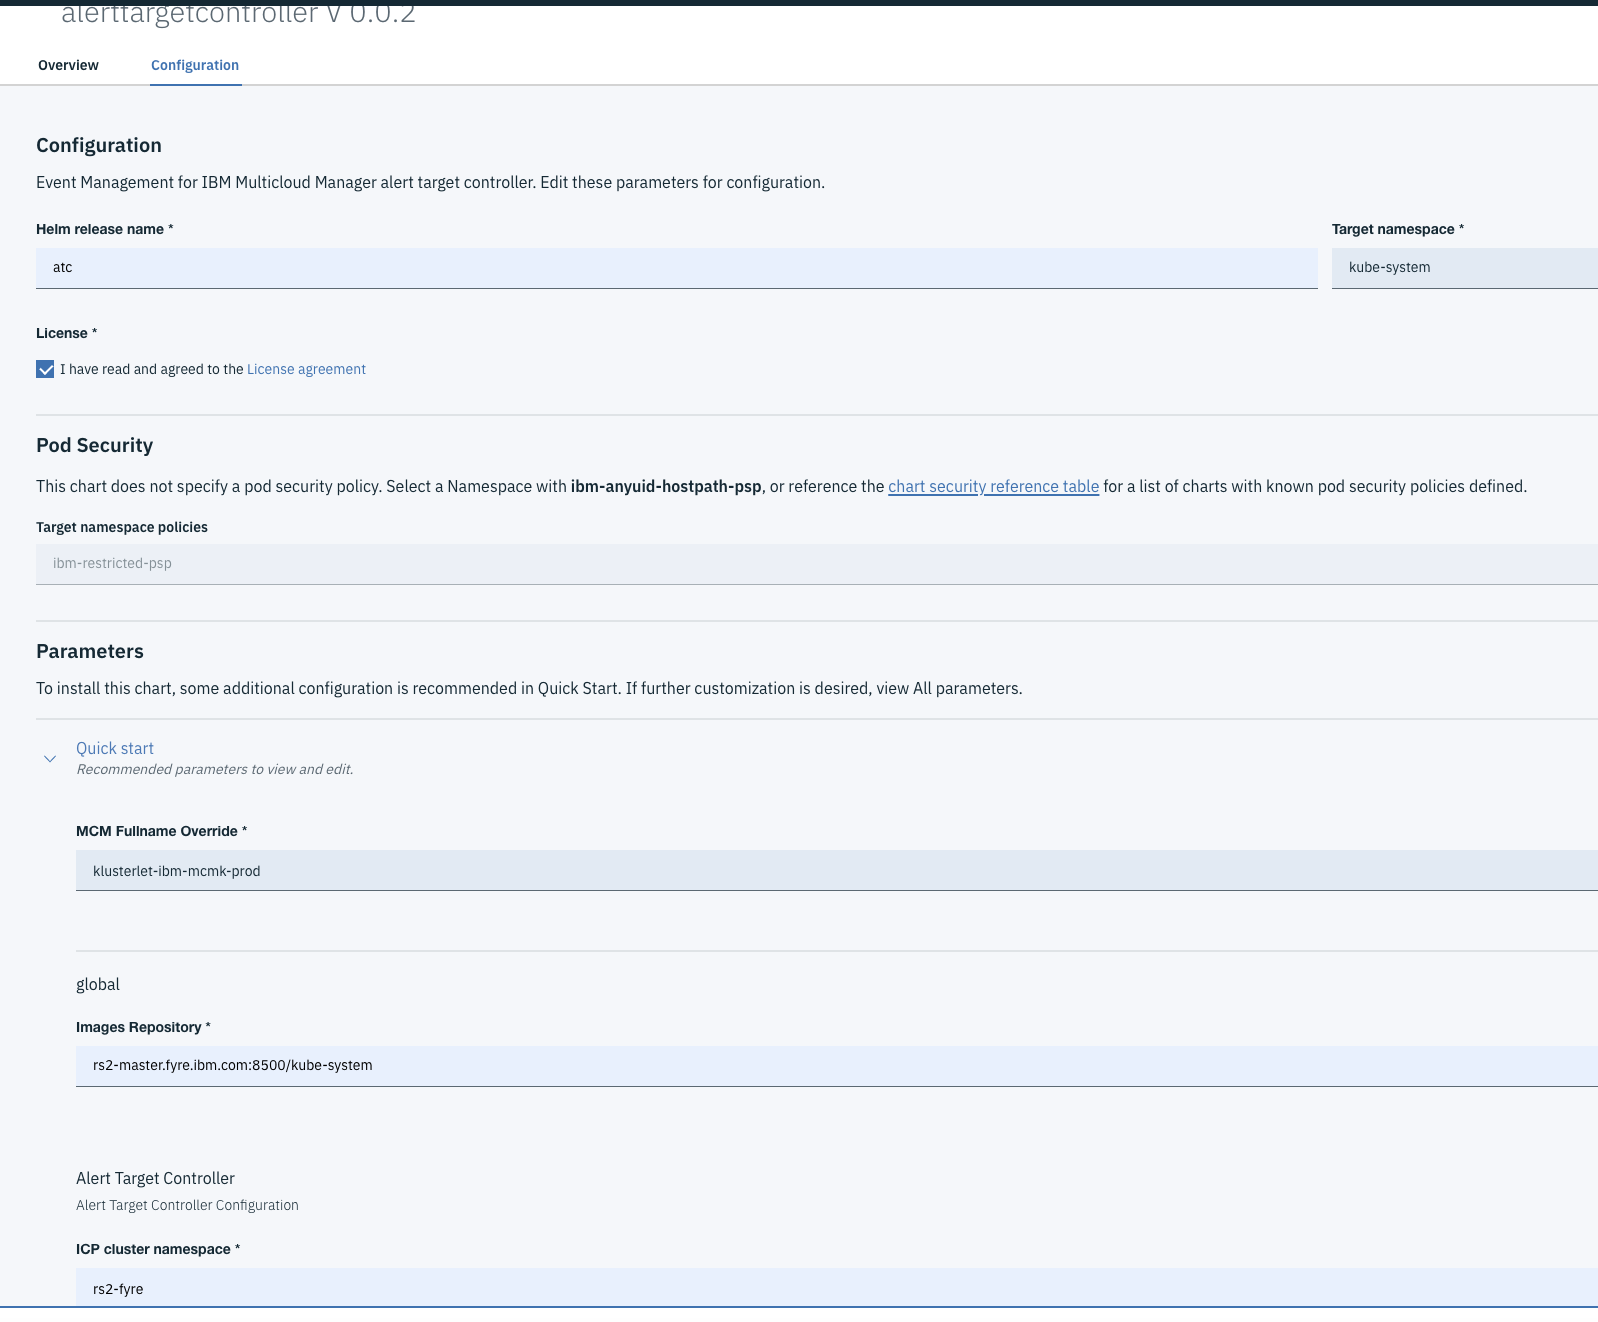 alerttargetcontroller V 0.0.2
Overview Configuration
Configuration
Event Management for IBM Multicloud Manager alert target controller. Edit these parameters for configuration.
Helm release name * Target namespace *
atc kube-system
License *
I have read and agreed to the License agreement
Pod Security
This chart does not specify a pod security policy. Select a Namespace with ibm-anyuid-hostpath-psp, or reference the chart security reference table for a list of charts with known pod security policies defined.
Target namespace policies
ibm-restricted-psp
Parameters
To install this chart, some additional configuration is recommended in Quick Start. If further customization is desired, view All parameters.
Quick start
Recommended parameters to view and edit.
MCM Fullname Override *
klusterlet-ibm-mcmk-prod
global
Images Repository *
rs2-master.fyre.ibm.com:8500/kube-system
Alert Target Controller
Alert Target Controller Configuration
ICP cluster namespace *
rs2-fyre